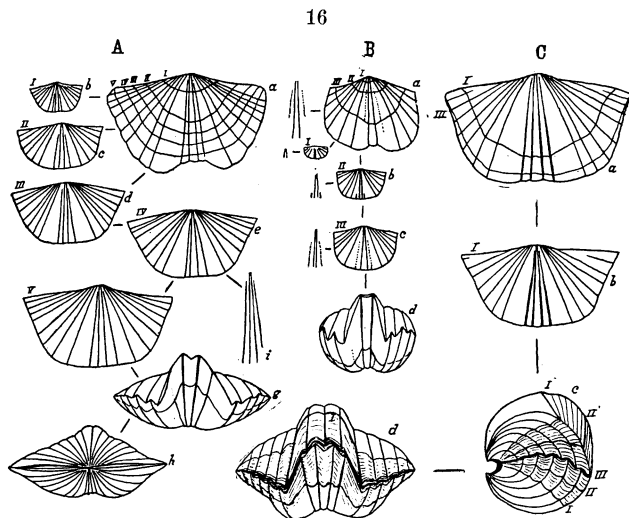 16
A B C
V IV III II I a
I b
II c
III d
IV e
V
i
g
h
III II I a
I
II b
III c
d
I
III a
I b
I' c
II'
I d
III
II
I